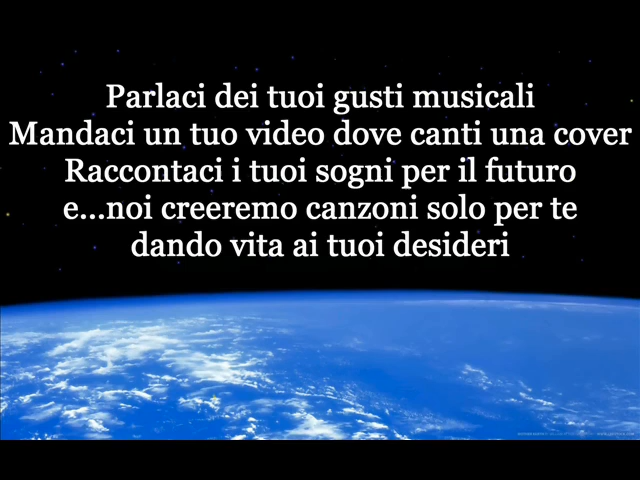 Parlaci dei tuoi gusti musicali
Mandaci un tuo video dove canti una cover
Raccontaci i tuoi sogni per il futuro
e...noi creeremo canzoni solo per te
dando vita ai tuoi desideri